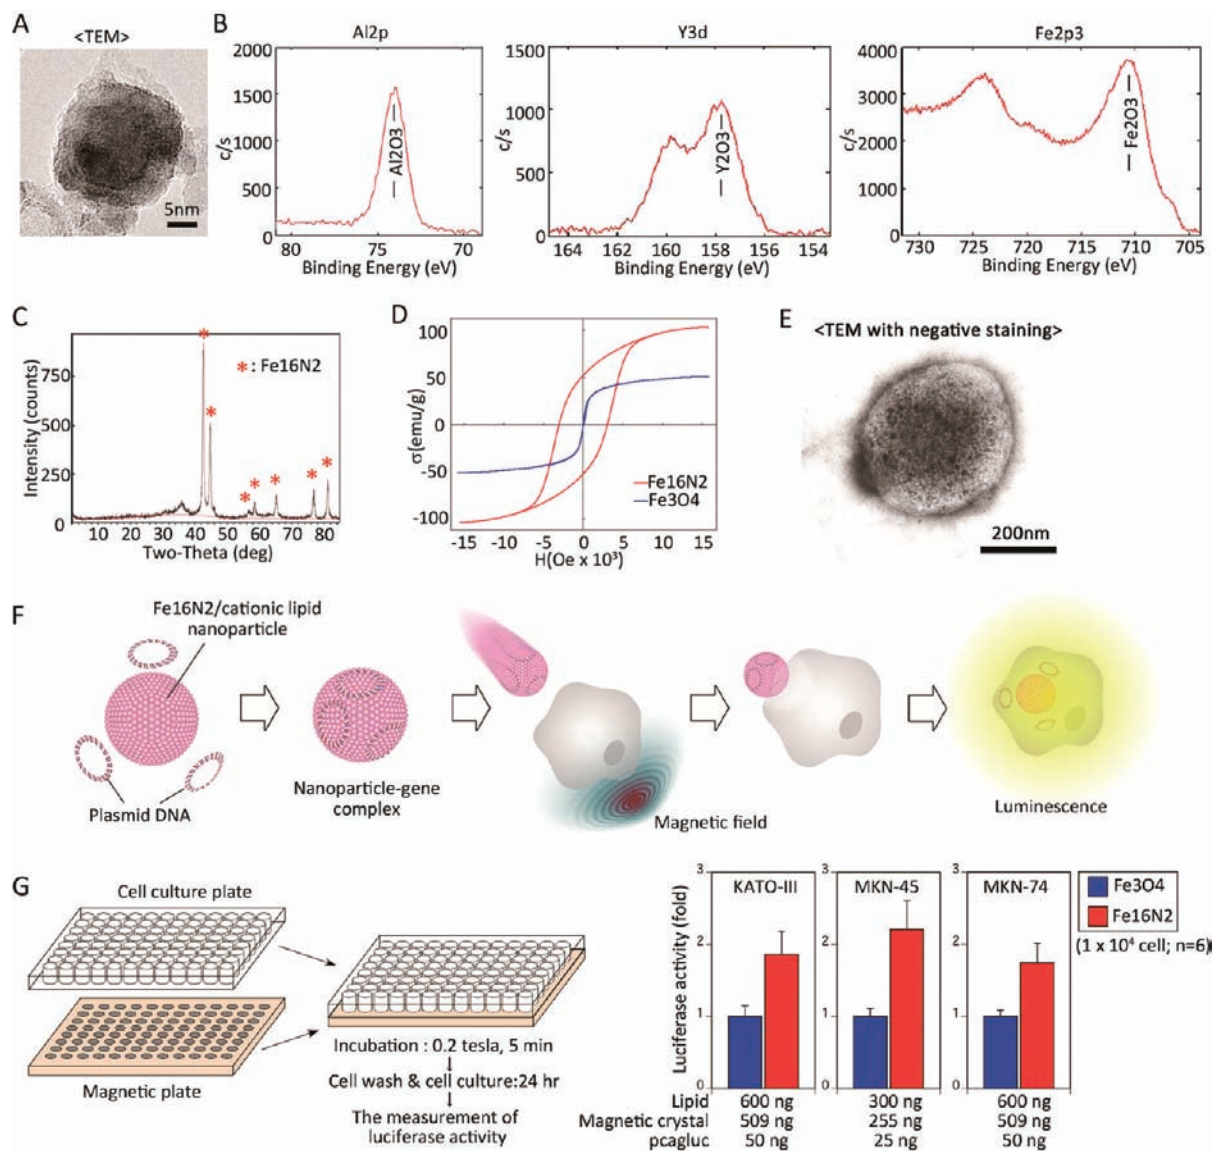 A
<TEM>
5nm
B
Al2p
2000
1500
1000
500
0
c/s
Al2O3
80
75
70
Binding Energy (eV)
Y3d
1500
1000
500
0
c/s
Y2O3
164
162
160
158
156
154
Binding Energy (eV)
Fe2p3
4000
3000
2000
1000
0
c/s
Fe2O3
730
725
720
715
710
705
Binding Energy (eV)
C
Intensity (counts)
750
500
250
0
* : Fe16N2
10 20 30 40 50 60 70 80
Two-Theta (deg)
D
σ(emu/g)
100
50
0
-50
-100
Fe16N2
Fe3O4
-15 -10 -5 0 5 10 15
H(Oe x 10³)
E
<TEM with negative staining>
200nm
F
Fe16N2/cationic lipid
nanoparticle
Plasmid DNA
Nanoparticle-gene
complex
Magnetic field
Luminescence
G
Cell culture plate
Magnetic plate
Incubation : 0.2 tesla, 5 min
Cell wash & cell culture:24 hr
The measurement of
luciferase activity
Luciferase activity (fold)
3
2
1
0
KATO-III
3
2
1
0
MKN-45
3
2
1
0
MKN-74
Fe3O4
Fe16N2
(1 x 10⁴ cell; n=6)
Lipid 600 ng 300 ng 600 ng
Magnetic crystal 509 ng 255 ng 509 ng
pcagluc 50 ng 25 ng 50 ng